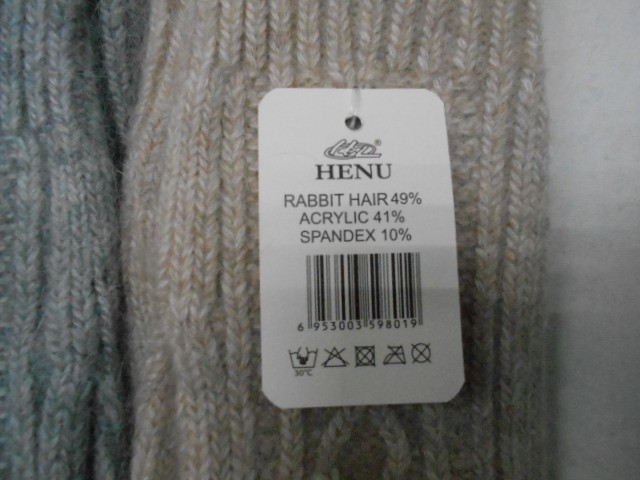 HENU
RABBIT HAIR 49%
ACRYLIC 41%
SPANDEX 10%
6 953003 598019
30°C